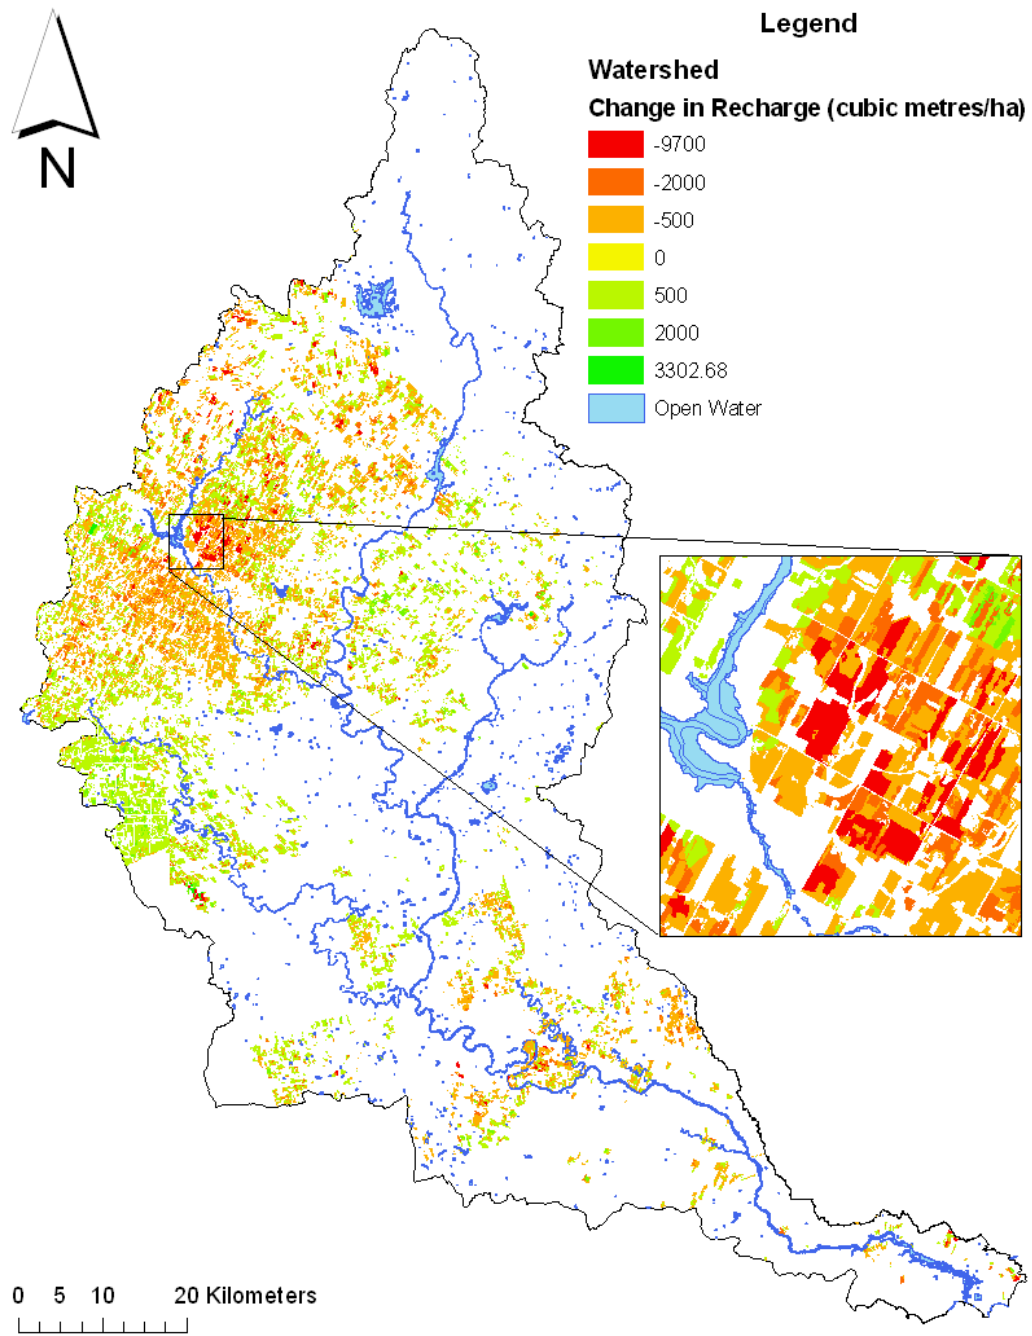 Legend
N
Watershed
Change in Recharge (cubic metres/ha)
-9700
-2000
-500
0
500
2000
3302.68
Open Water
0 5 10 20 Kilometers